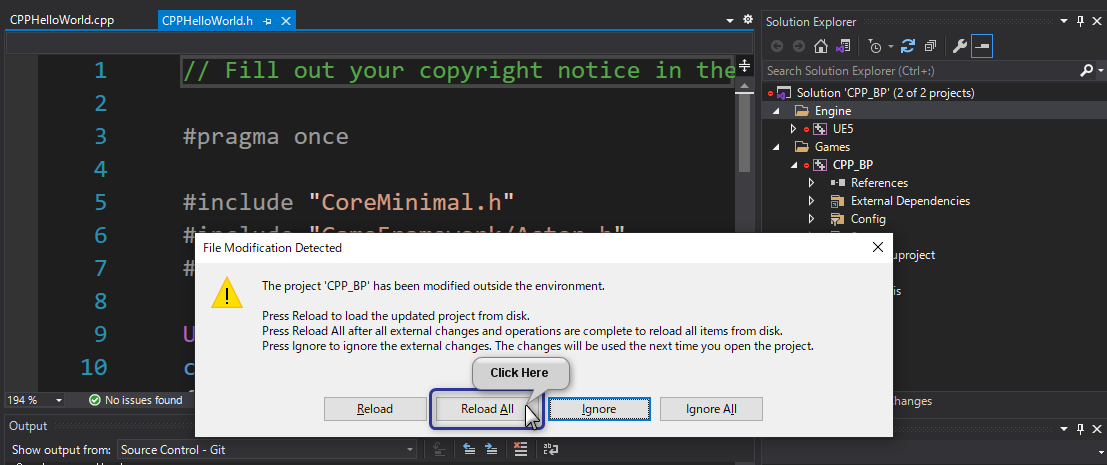 CPPHelloWorld.cpp
CPPHelloWorld.h
Solution Explorer
Search Solution Explorer (Ctrl+;)
1 // Fill out your copyright notice in the
2
3 #pragma once
4
5 #include "CoreMinimal.h"
6 #include "GameFramework/Actor.h"
7 #
8
9 U
10 c
Solution 'CPP_BP' (2 of 2 projects)
Engine
UE5
Games
CPP_BP
References
External Dependencies
Config
uproject
is
File Modification Detected
The project 'CPP_BP' has been modified outside the environment.
Press Reload to load the updated project from disk.
Press Reload All after all external changes and operations are complete to reload all items from disk.
Press Ignore to ignore the external changes. The changes will be used the next time you open the project.
Click Here
Reload
Reload All
Ignore
Ignore All
194 %
No issues found
Changes
Output
Show output from: Source Control - Git